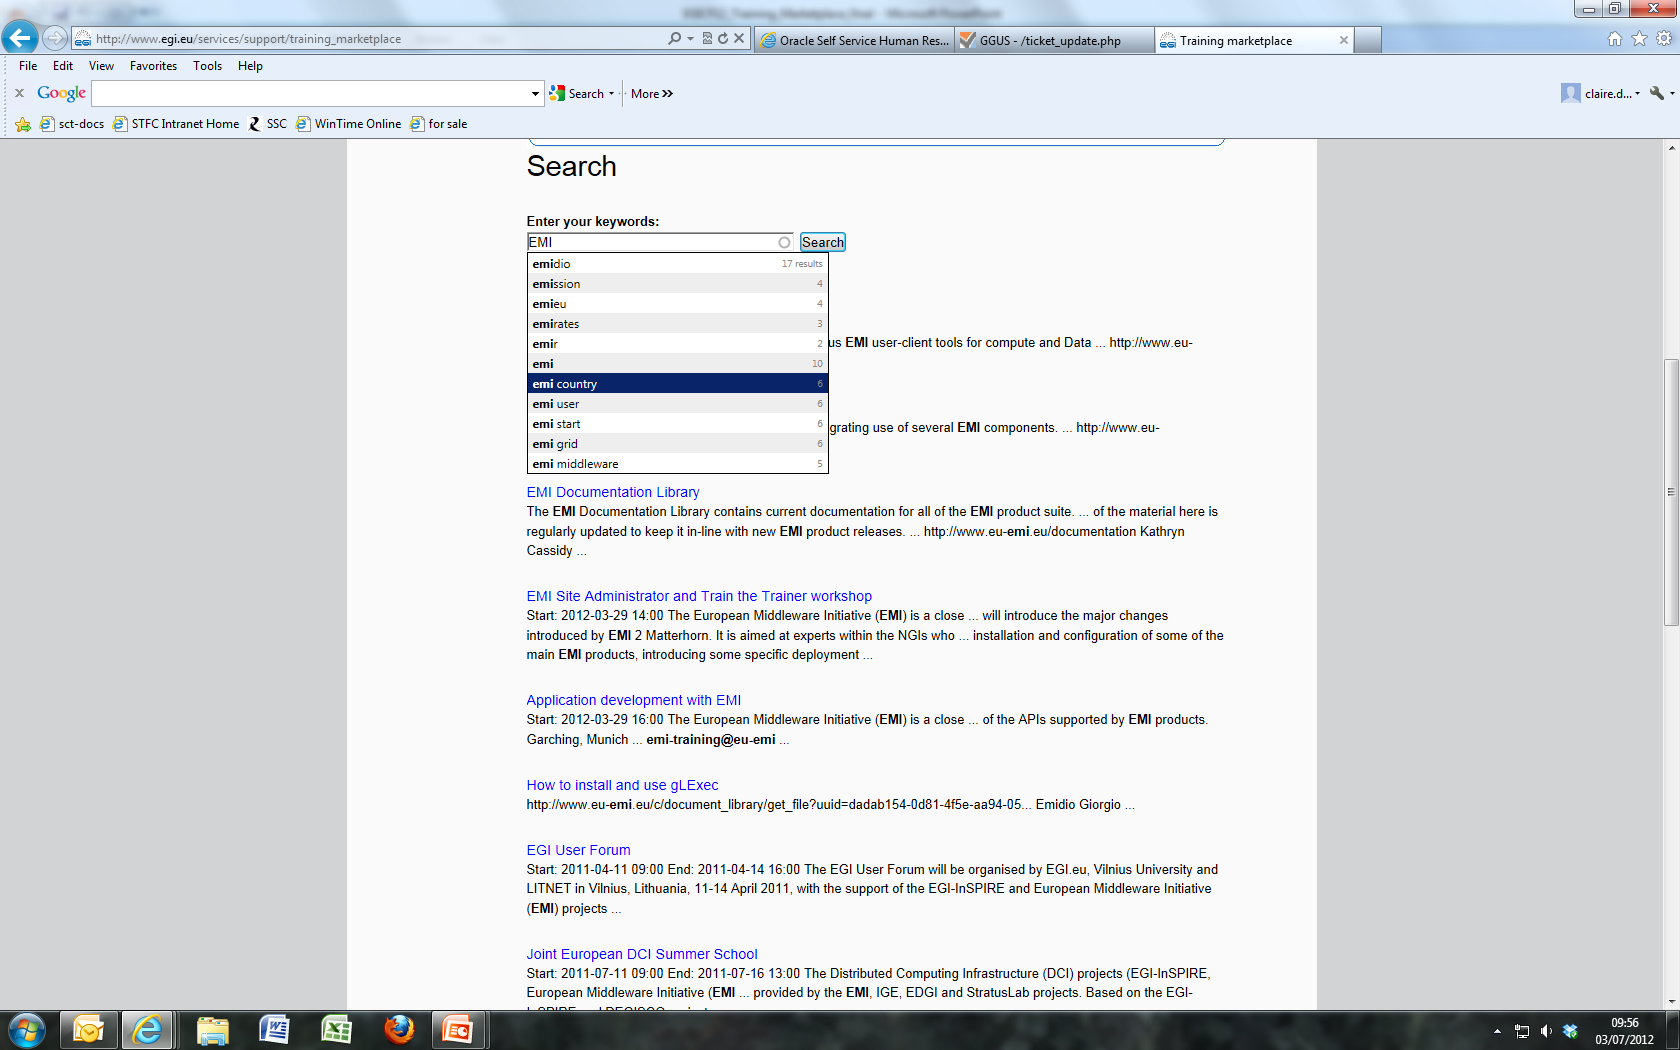 EGICF12_Training_Marketplace_final - Microsoft PowerPoint
http://www.egi.eu/services/support/training_marketplace
Oracle Self Service Human Res...
GGUS - /ticket_update.php
Training marketplace
File Edit View Favorites Tools Help
x Google Search More >> claire.d...
sct-docs STFC Intranet Home SSC WinTime Online for sale
Search
Enter your keywords:
EMI Search
emidio 17 results
emission 4
emieu 4
emirates 3
emir 2
us EMI user-client tools for compute and Data ... http://www.eu-
emi 10
emi country 6
emi user 6
emi start 6
grating use of several EMI components. ... http://www.eu-
emi grid 6
emi middleware 5
EMI Documentation Library
The EMI Documentation Library contains current documentation for all of the EMI product suite. ... of the material here is
regularly updated to keep it in-line with new EMI product releases. ... http://www.eu-emi.eu/documentation Kathryn
Cassidy ...
EMI Site Administrator and Train the Trainer workshop
Start: 2012-03-29 14:00 The European Middleware Initiative (EMI) is a close ... will introduce the major changes
introduced by EMI 2 Matterhorn. It is aimed at experts within the NGIs who ... installation and configuration of some of the
main EMI products, introducing some specific deployment ...
Application development with EMI
Start: 2012-03-29 16:00 The European Middleware Initiative (EMI) is a close ... of the APIs supported by EMI products.
Garching, Munich ... emi-training@eu-emi ...
How to install and use gLExec
http://www.eu-emi.eu/c/document_library/get_file?uuid=dadab154-0d81-4f5e-aa94-05... Emidio Giorgio ...
EGI User Forum
Start: 2011-04-11 09:00 End: 2011-04-14 16:00 The EGI User Forum will be organised by EGI.eu, Vilnius University and
LITNET in Vilnius, Lithuania, 11-14 April 2011, with the support of the EGI-InSPIRE and European Middleware Initiative
(EMI) projects ...
Joint European DCI Summer School
Start: 2011-07-11 09:00 End: 2011-07-16 13:00 The Distributed Computing Infrastructure (DCI) projects (EGI-InSPIRE,
European Middleware Initiative (EMI ... provided by the EMI, IGE, EDGI and StratusLab projects. Based on the EGI-
09:56
03/07/2012